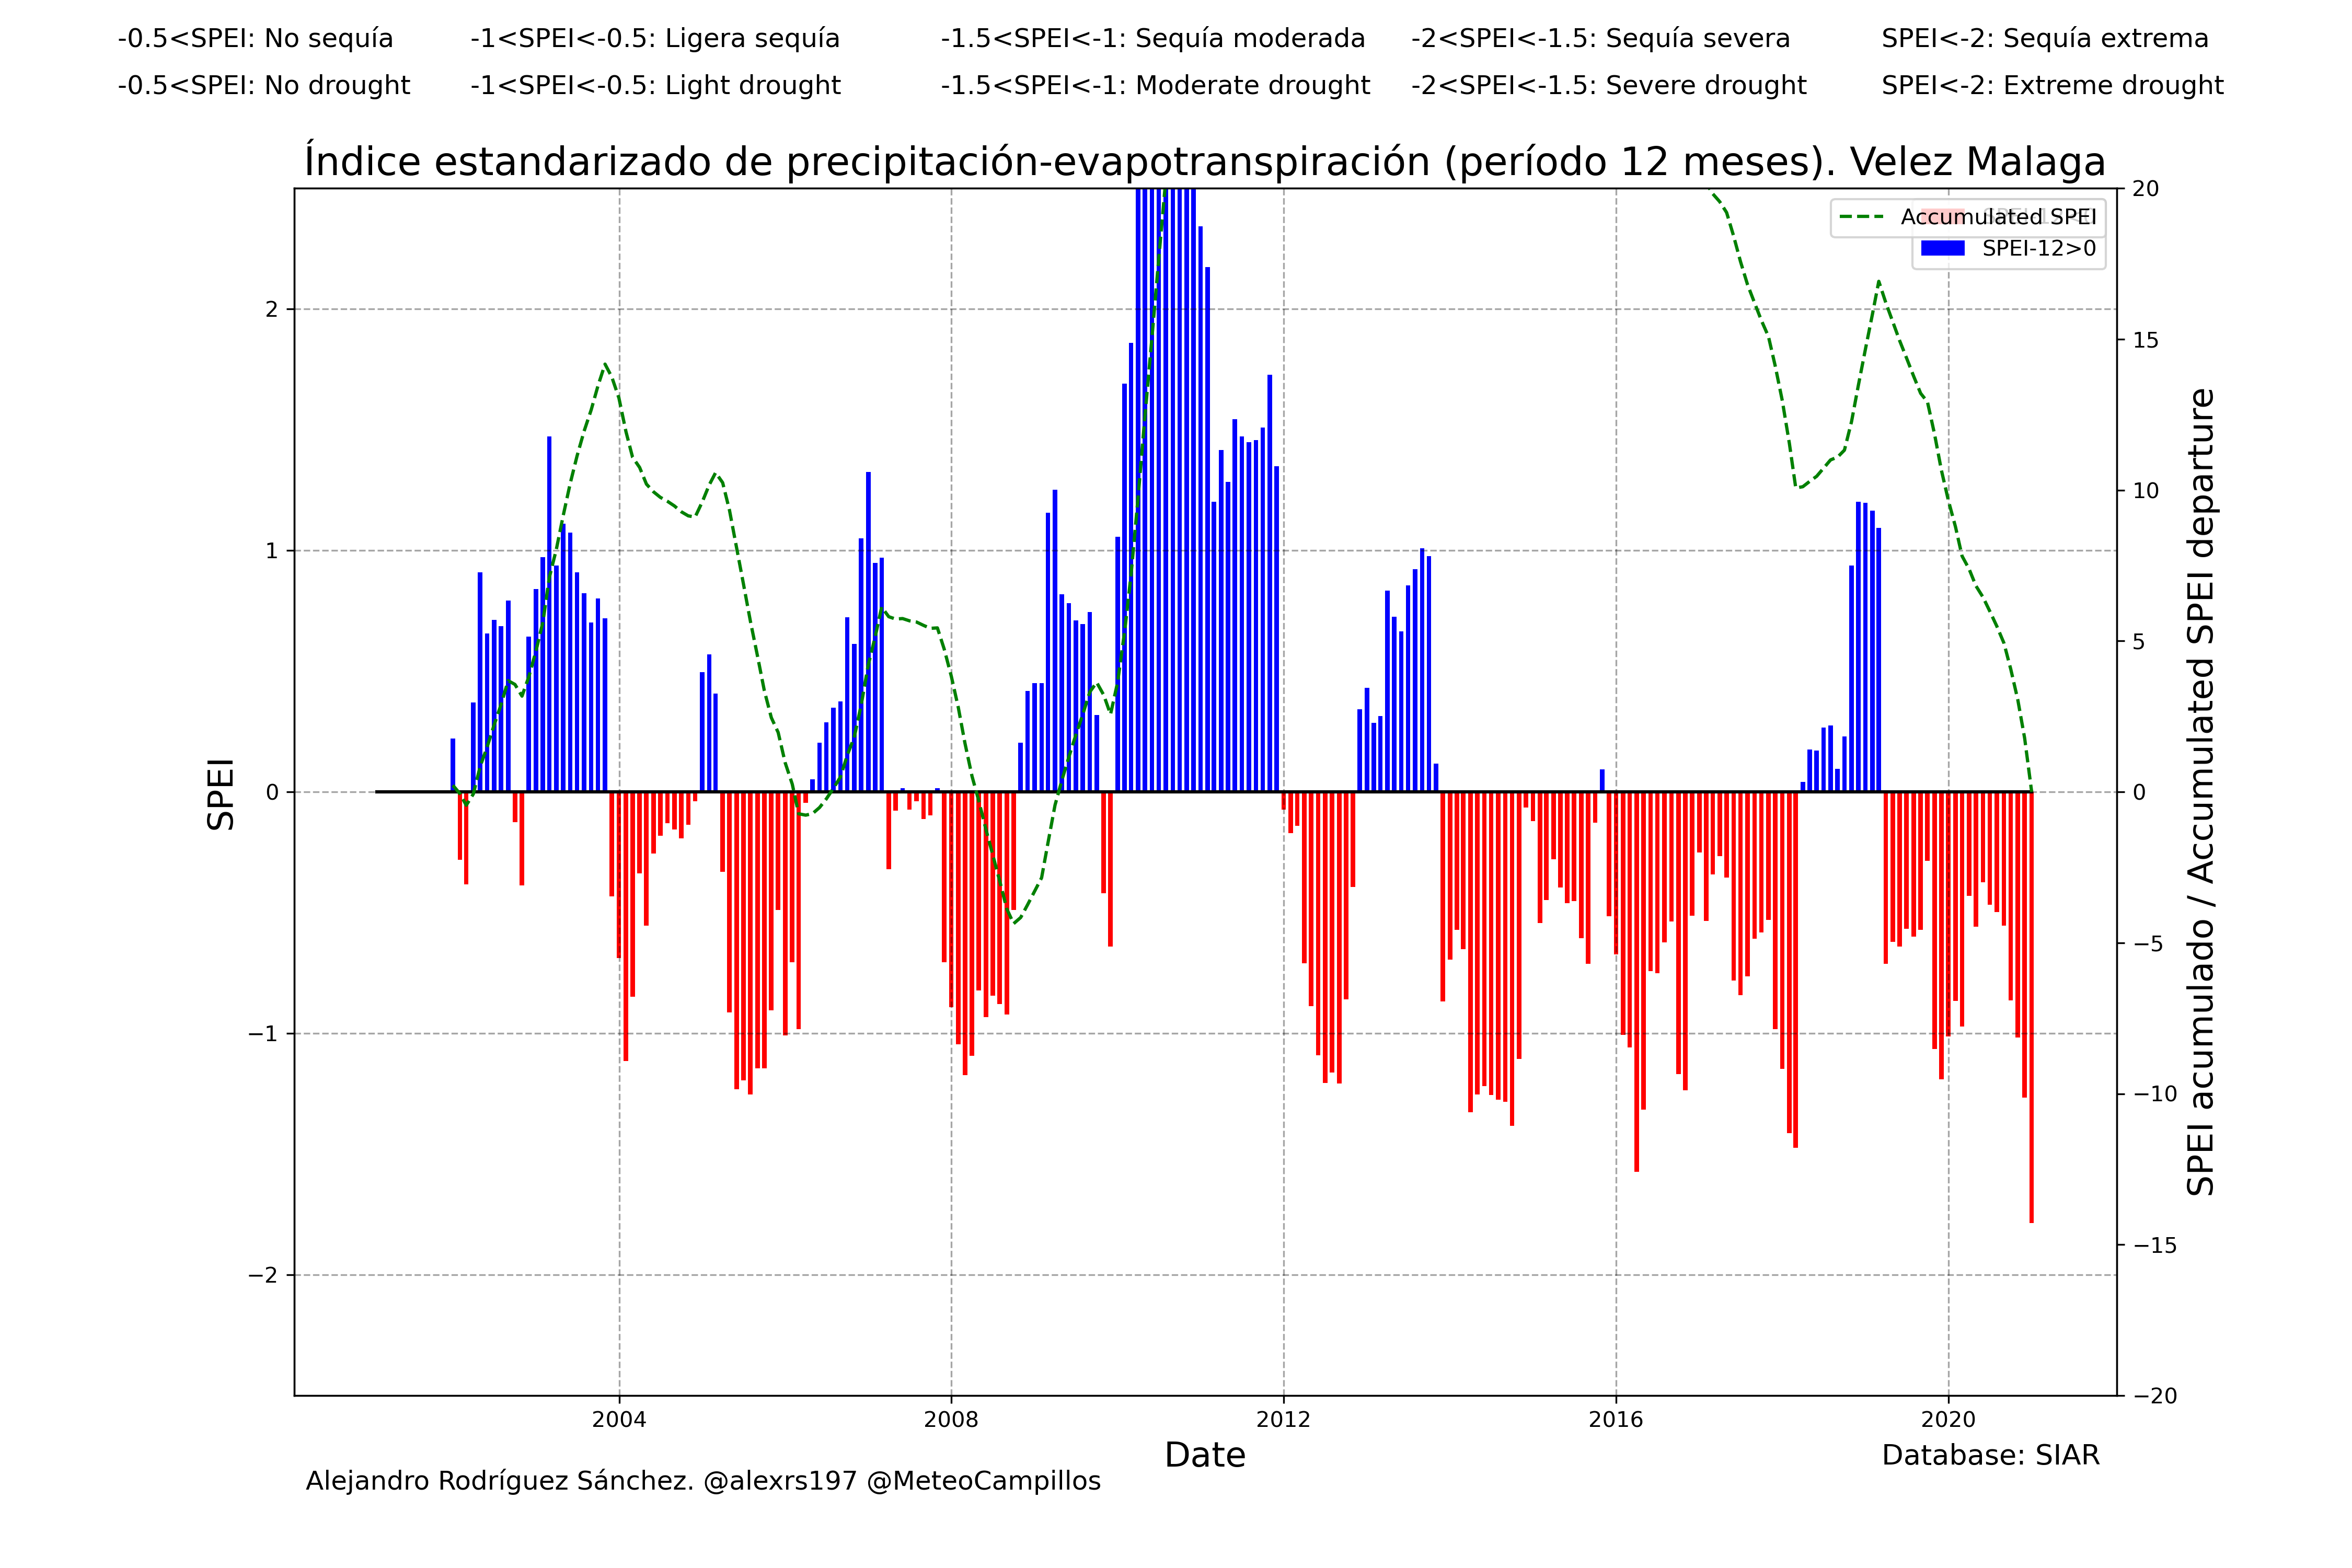 -0.5<SPEI: No sequía -1<SPEI<-0.5: Ligera sequía -1.5<SPEI<-1: Sequía moderada -2<SPEI<-1.5: Sequía severa SPEI<-2: Sequía extrema
-0.5<SPEI: No drought -1<SPEI<-0.5: Light drought -1.5<SPEI<-1: Moderate drought -2<SPEI<-1.5: Severe drought SPEI<-2: Extreme drought
Índice estandarizado de precipitación-evapotranspiración (período 12 meses). Velez Malaga
Accumulated SPEI
SPEI-12>0
2
1
0
−1
−2
SPEI
20
15
10
5
0
−5
−10
−15
−20
SPEI acumulado / Accumulated SPEI departure
2004 2008 2012 2016 2020
Date
Database: SIAR
Alejandro Rodríguez Sánchez. @alexrs197 @MeteoCampillos